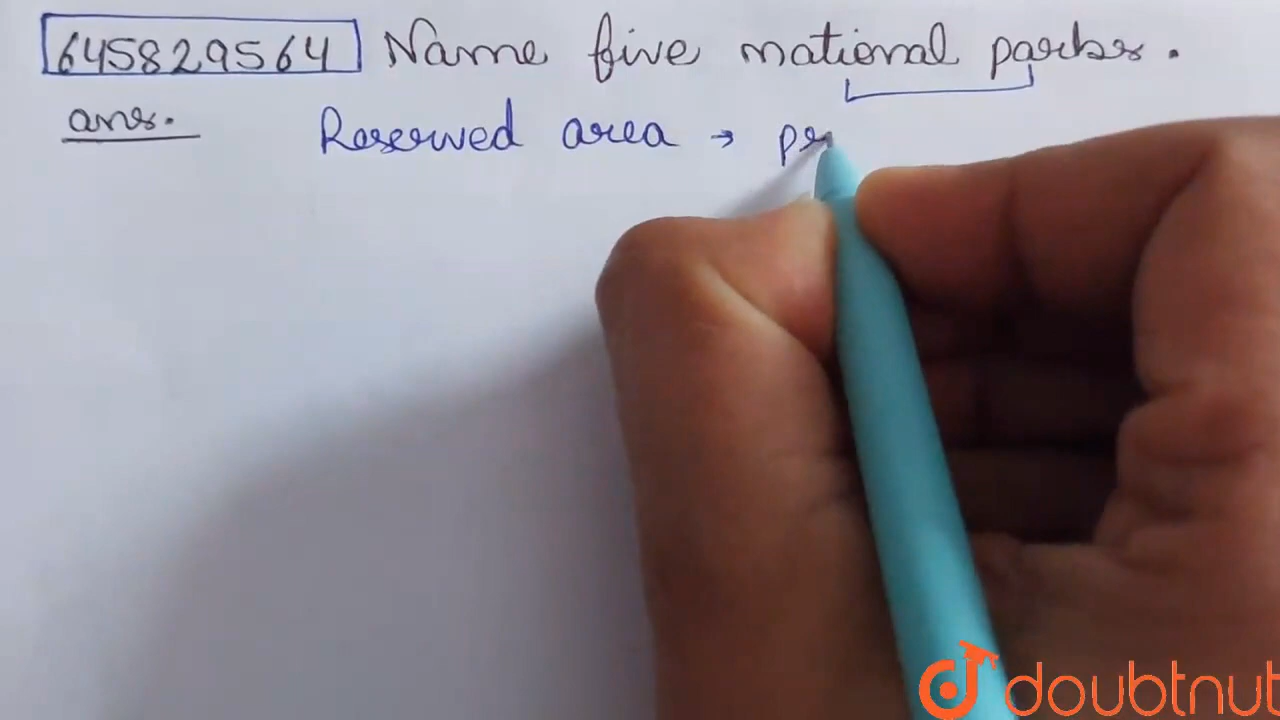 645829564 Name five national parks.
ans. Reserved area → pr
doubtnut